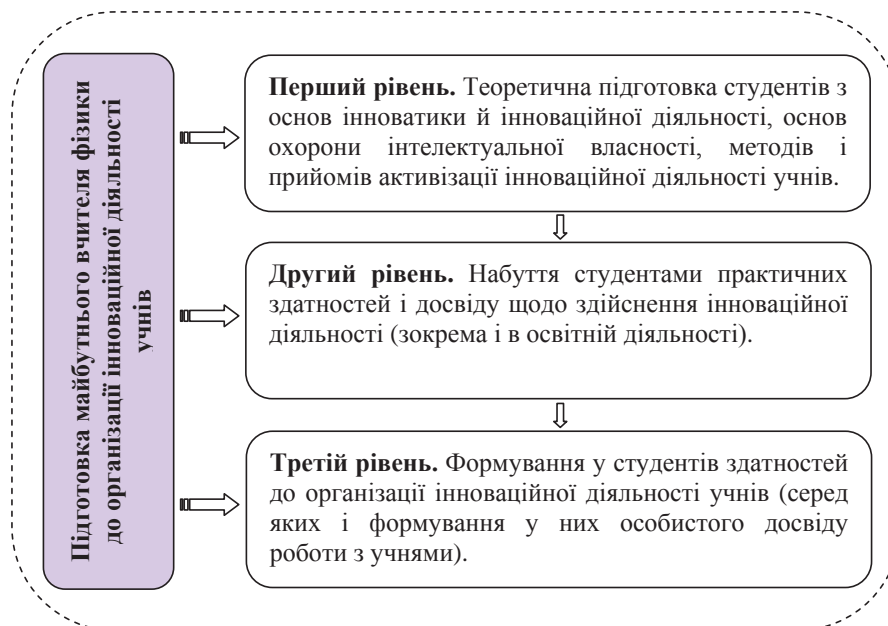 Підготовка майбутнього вчителя фізики
до організації інноваційної діяльності
учнів
Перший рівень. Теоретична підготовка студентів з
основ інноватики й інноваційної діяльності, основ
охорони інтелектуальної власності, методів і
прийомів активізації інноваційної діяльності учнів.
Другий рівень. Набуття студентами практичних
здатностей і досвіду щодо здійснення інноваційної
діяльності (зокрема і в освітній діяльності).
Третій рівень. Формування у студентів здатностей
до організації інноваційної діяльності учнів (серед
яких і формування у них особистого досвіду
роботи з учнями).